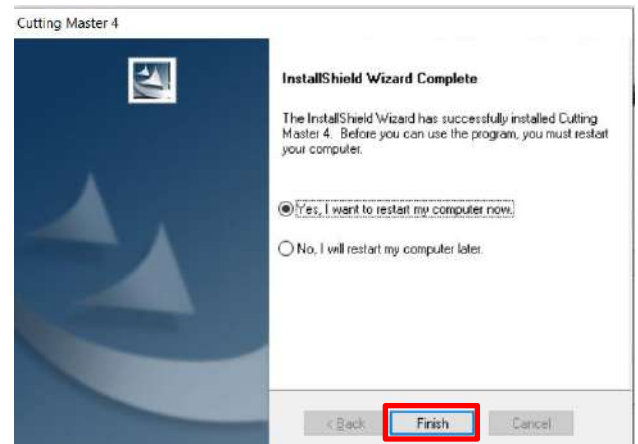 Cutting Master 4
InstallShield Wizard Complete
The InstallShield Wizard has successfully installed Cutting
Master 4. Before you can use the program, you must restart
your computer.
Yes, I want to restart my computer now.
No, I will restart my computer later.
< Back
Finish
Cancel